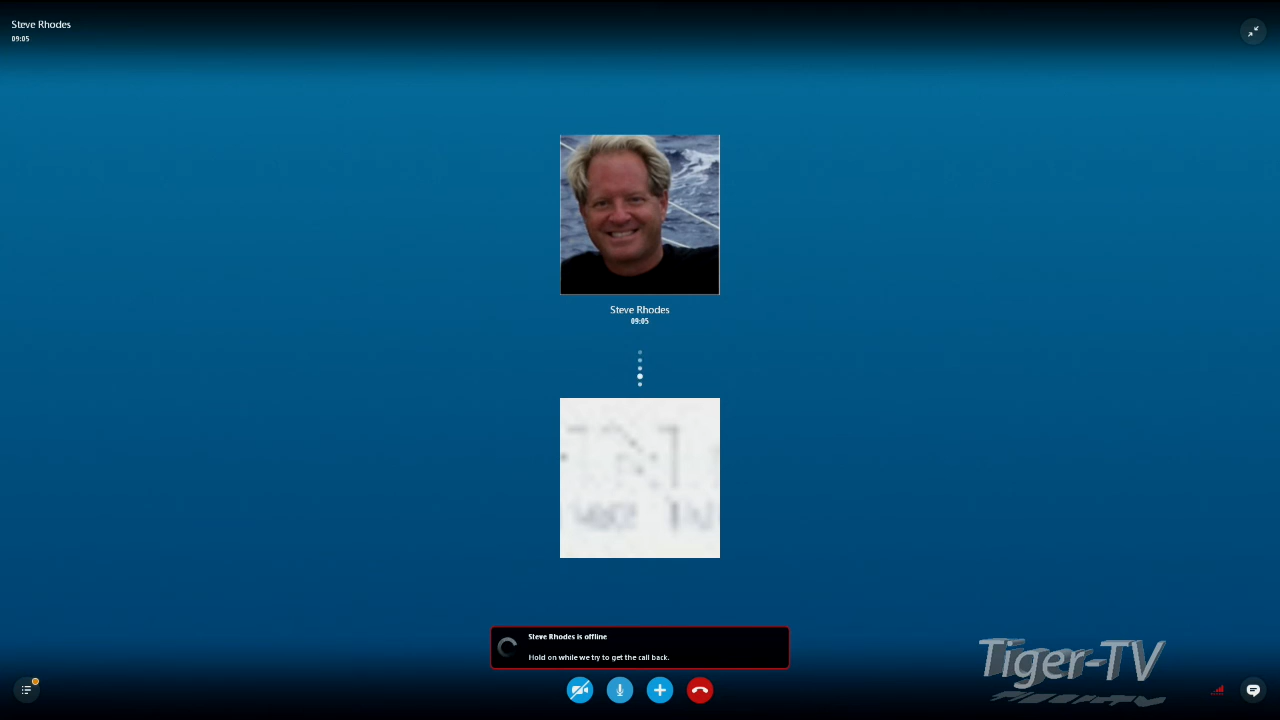 Steve Rhodes
09:05
Steve Rhodes
09:05
Steve Rhodes is offline
Hold on while we try to get the call back.
Tiger-TV